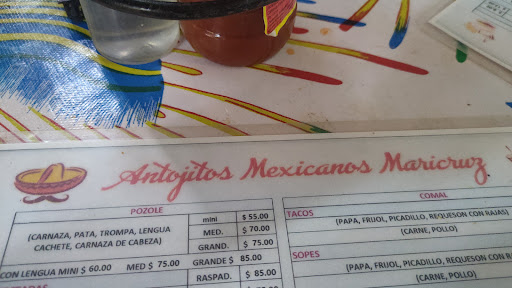 Antojitos Mexicanos Maricruz
POZOLE
(CARNAZA, PATA, TROMPA, LENGUA
CACHETE, CARNAZA DE CABEZA)
mini $ 55.00
MED. $ 70.00
GRAND. $ 75.00
CON LENGUA MINI $ 60.00 MED $ 75.00 GRANDE $ 85.00
RASPAD. $ 85.00
COMAL
TACOS
(PAPA, FRIJOL, PICADILLO, REQUESON CON RAJAS)
(CARNE, POLLO)
SOPES
(PAPA, FRIJOL, PICADILLO, REQUESON CON RA
(CARNE, POLLO)